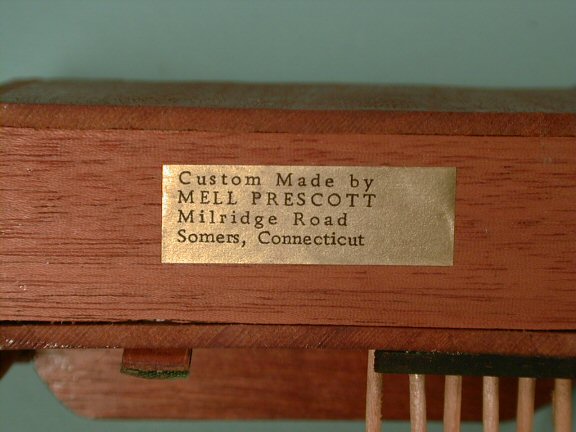 Custom Made by
MELL PRESCOTT
Milridge Road
Somers, Connecticut